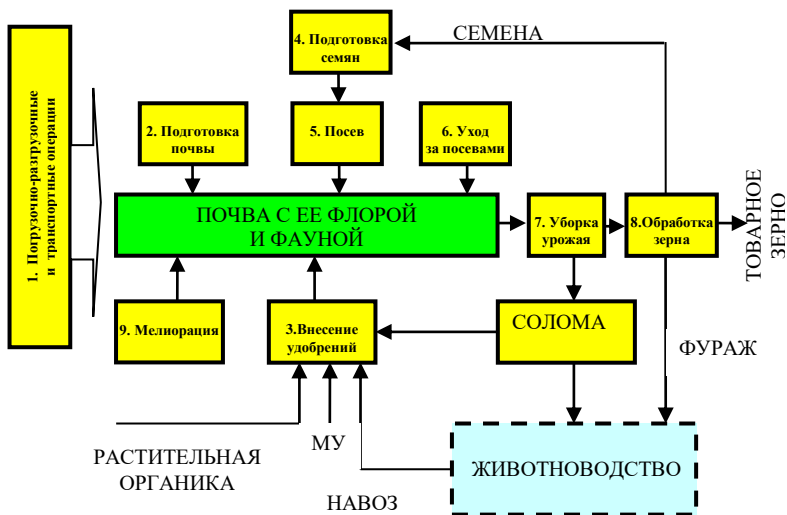 1. Погрузочно-разгрузочные
и транспортные операции
4. Подготовка
семян
СЕМЕНА
2. Подготовка
почвы
5. Посев
6. Уход
за посевами
ПОЧВА С ЕЕ ФЛОРОЙ
И ФАУНОЙ
7. Уборка
урожая
8.Обработка
зерна
ТОВАРНОЕ
ЗЕРНО
9. Мелиорация
3.Внесение
удобрений
СОЛОМА
ФУРАЖ
РАСТИТЕЛЬНАЯ
ОРГАНИКА
МУ
НАВОЗ
ЖИВОТНОВОДСТВО